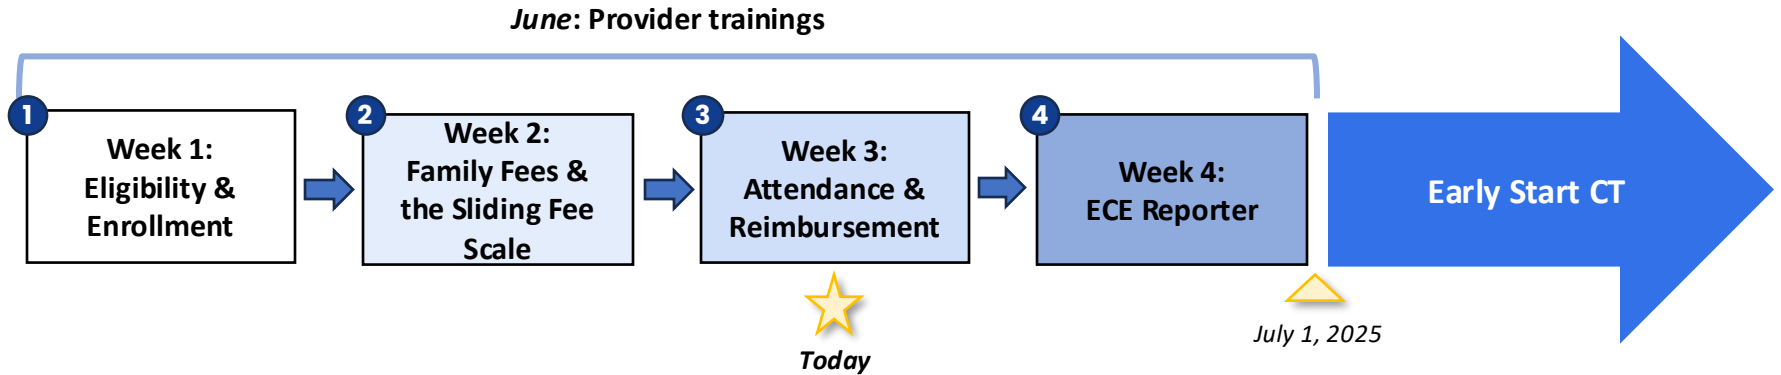 June: Provider trainings
1
Week 1:
Eligibility &
Enrollment
2
Week 2:
Family Fees &
the Sliding Fee
Scale
3
Week 3:
Attendance &
Reimbursement
4
Week 4:
ECE Reporter
Early Start CT
Today
July 1, 2025